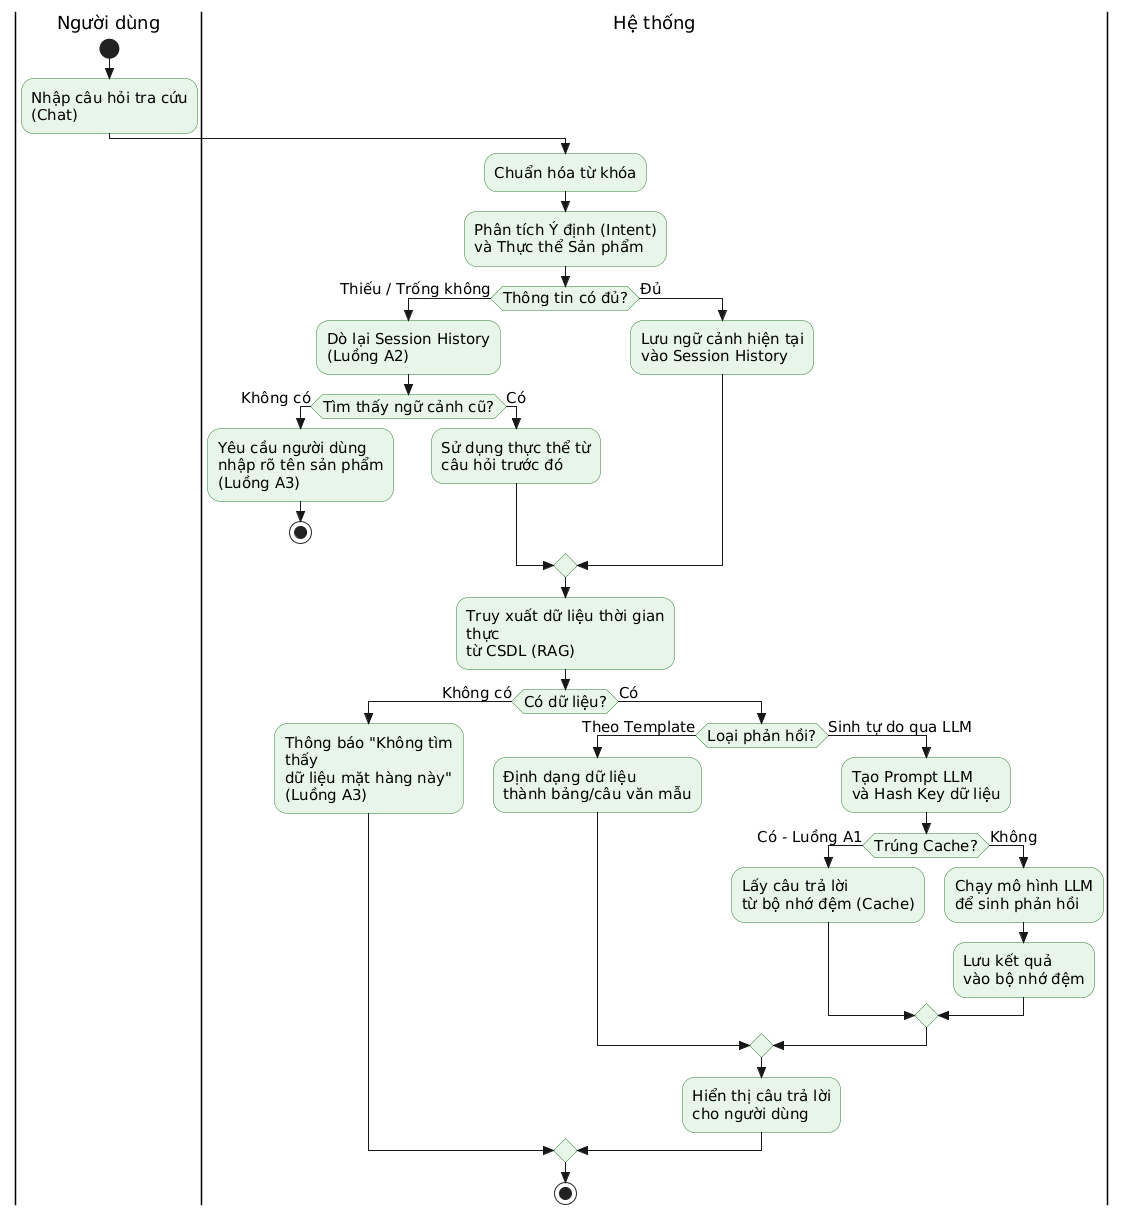 Người dùng
Hệ thống
Nhập câu hỏi tra cứu
(Chat)
Chuẩn hóa từ khóa
Phân tích Ý định (Intent)
và Thực thể Sản phẩm
Thiếu / Trống không
Thông tin có đủ?
Đủ
Dò lại Session History
(Luồng A2)
Lưu ngữ cảnh hiện tại
vào Session History
Không có
Tìm thấy ngữ cảnh cũ?
Có
Yêu cầu người dùng
nhập rõ tên sản phẩm
(Luồng A3)
Sử dụng thực thể từ
câu hỏi trước đó
Truy xuất dữ liệu thời gian
thực
từ CSDL (RAG)
Không có
Có dữ liệu?
Có
Thông báo "Không tìm
thấy
dữ liệu mặt hàng này"
(Luồng A3)
Theo Template
Loại phản hồi?
Sinh tự do qua LLM
Định dạng dữ liệu
thành bảng/câu văn mẫu
Tạo Prompt LLM
và Hash Key dữ liệu
Có - Luồng A1
Trúng Cache?
Không
Lấy câu trả lời
từ bộ nhớ đệm (Cache)
Chạy mô hình LLM
để sinh phản hồi
Lưu kết quả
vào bộ nhớ đệm
Hiển thị câu trả lời
cho người dùng